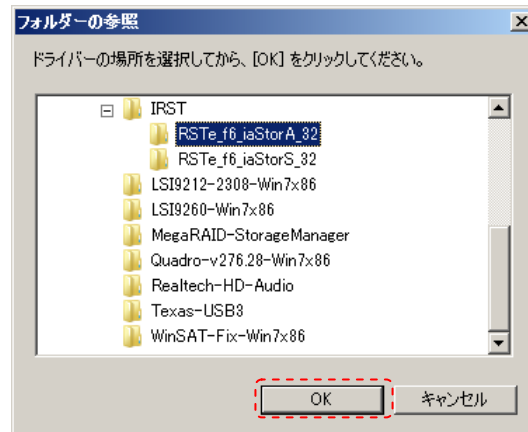 フォルダーの参照
ドライバーの場所を選択してから、[OK] をクリックしてください。
IRST
RSTe_f6_iaStorA_32
RSTe_f6_iaStorS_32
LSI9212-2308-Win7x86
LSI9260-Win7x86
MegaRAID-StorageManager
Quadro-v276.28-Win7x86
Realtech-HD-Audio
Texas-USB3
WinSAT-Fix-Win7x86
OK キャンセル